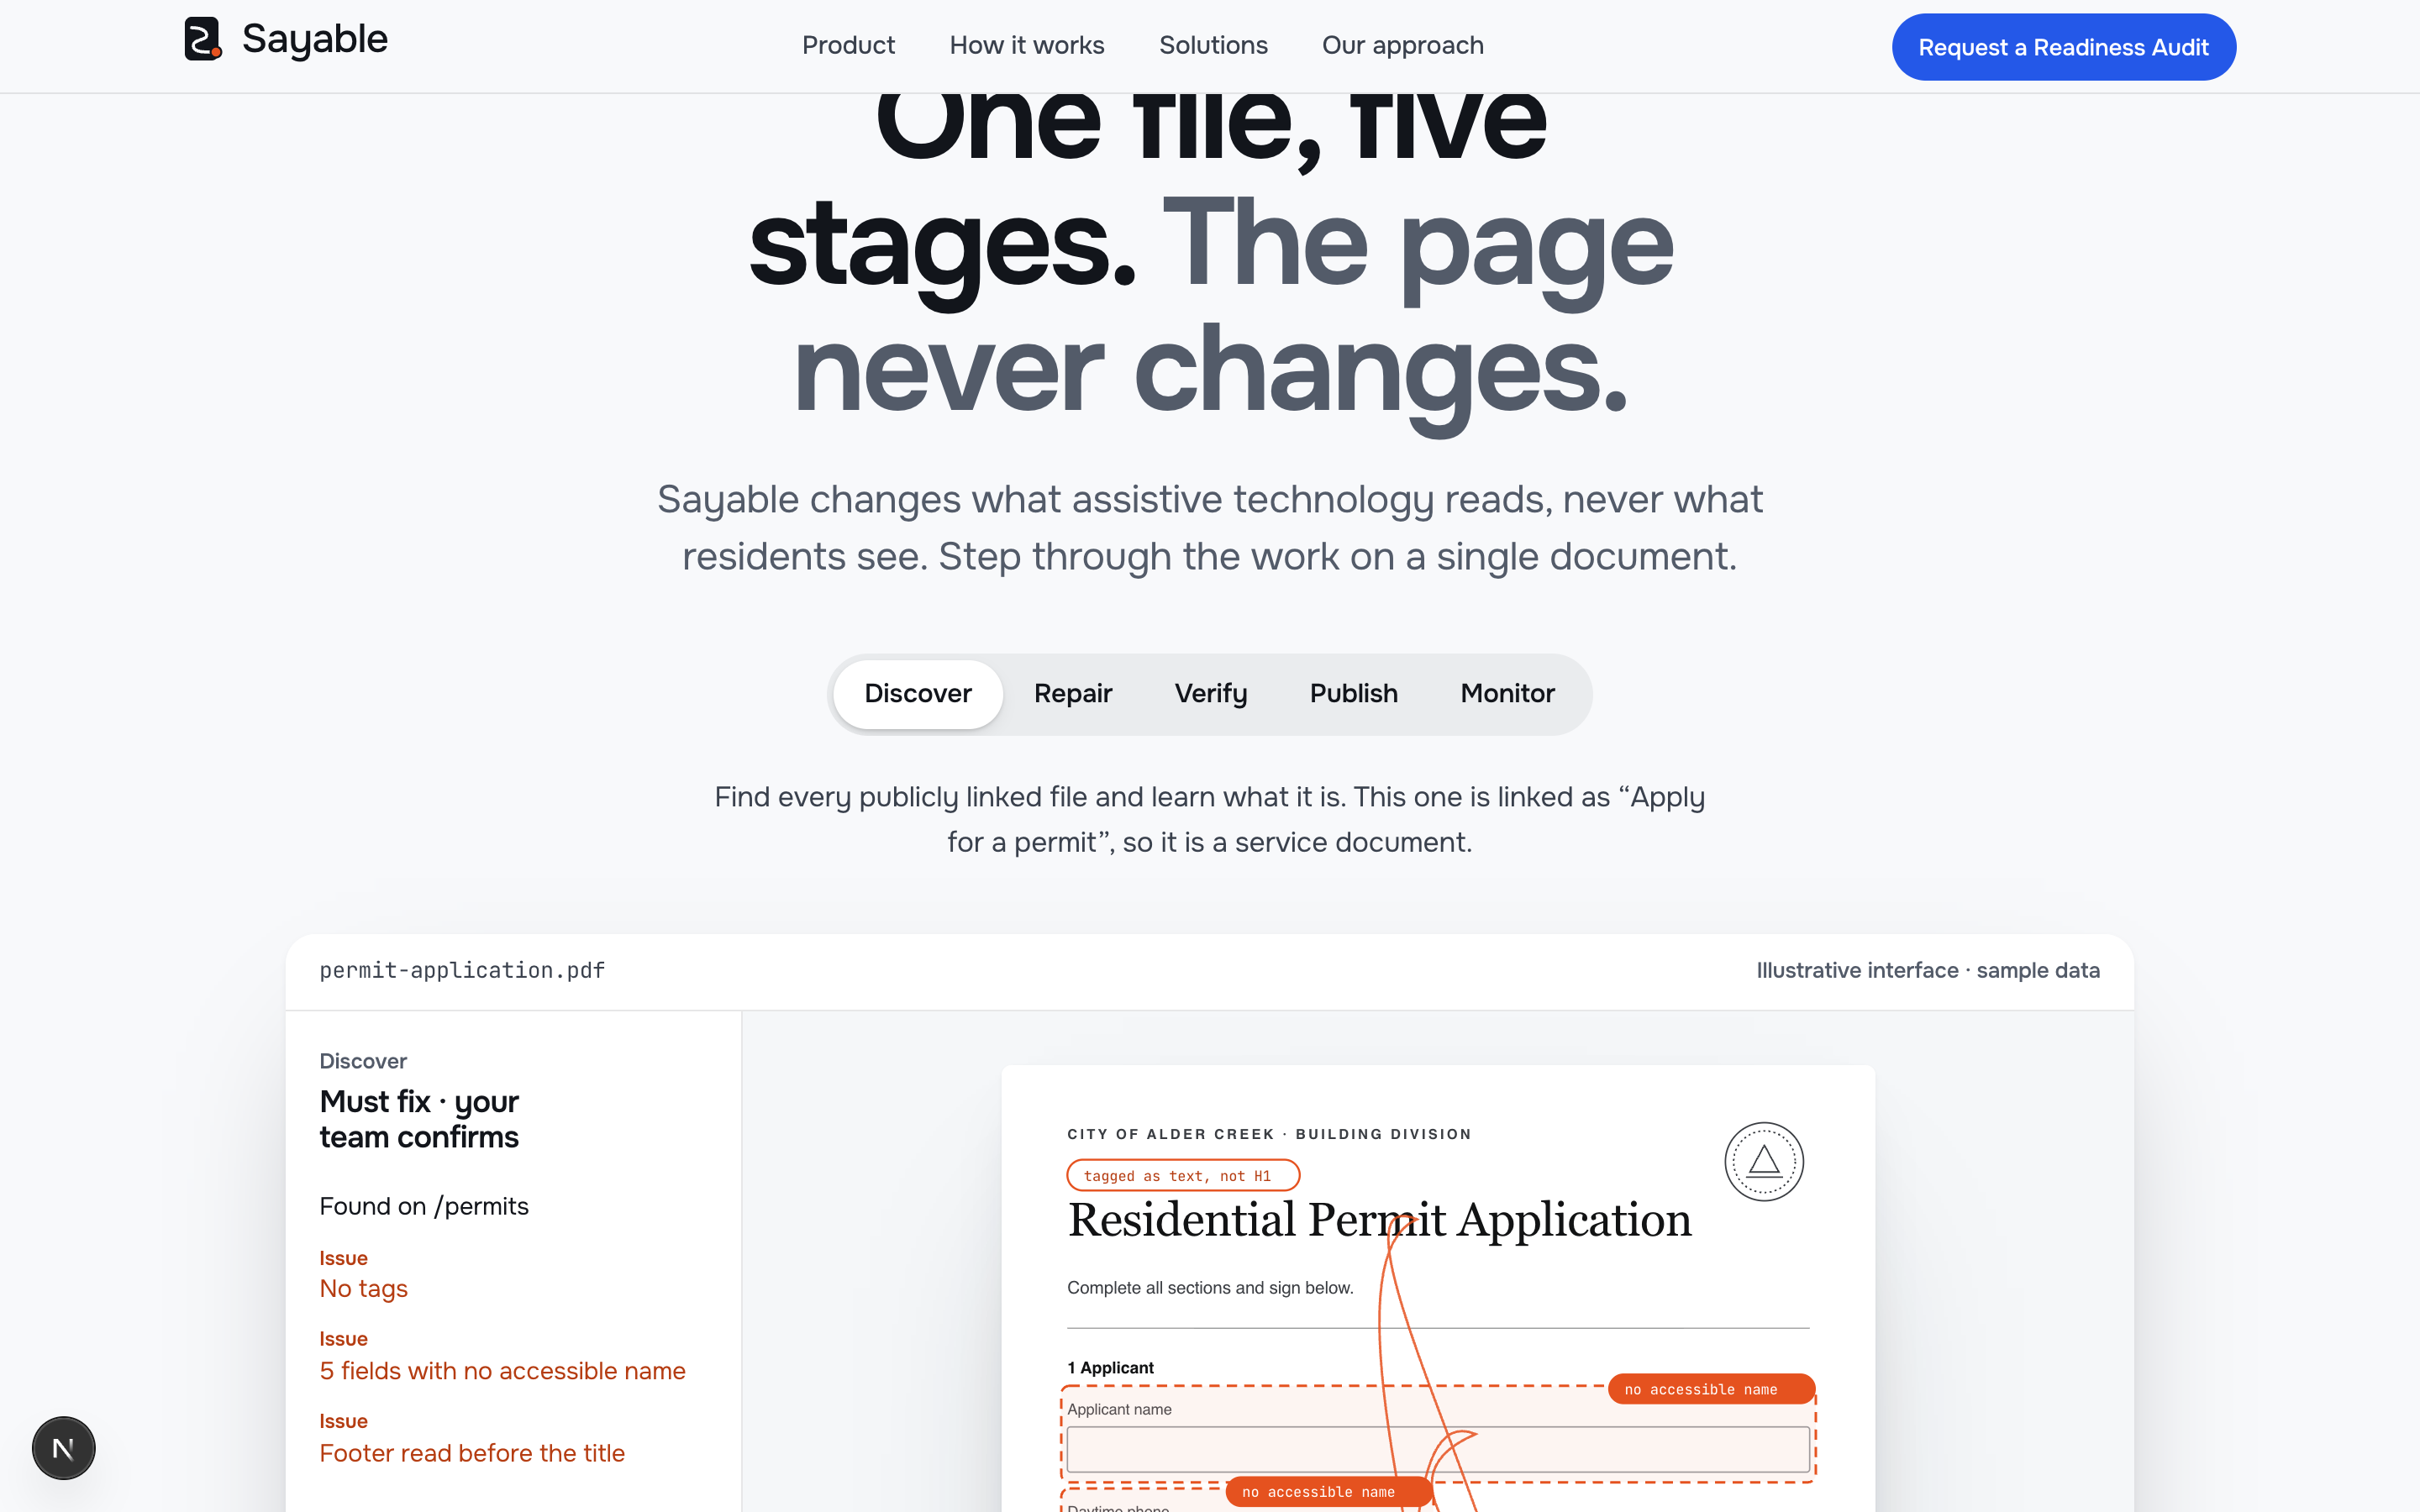 Sayable
Product
How it works
Solutions
Our approach
Request a Readiness Audit
One file, five
stages. The page
never changes.
Sayable changes what assistive technology reads, never what
residents see. Step through the work on a single document.
Discover
Repair
Verify
Publish
Monitor
Find every publicly linked file and learn what it is. This one is linked as “Apply
for a permit”, so it is a service document.
permit-application.pdf
Illustrative interface · sample data
Discover
Must fix · your
team confirms
Found on /permits
Issue
No tags
Issue
5 fields with no accessible name
Issue
Footer read before the title
CITY OF ALDER CREEK · BUILDING DIVISION
tagged as text, not H1
Residential Permit Application
Complete all sections and sign below.
1 Applicant
no accessible name
Applicant name
no accessible name
Daytime phone
N